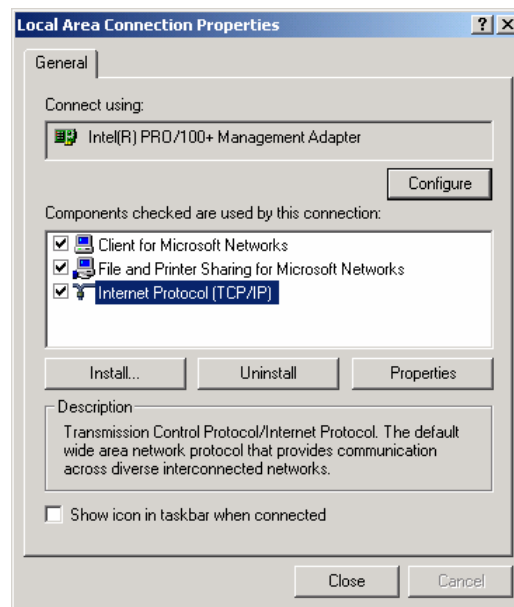 Local Area Connection Properties
General
Connect using:
Intel(R) PRO/100+ Management Adapter
Configure
Components checked are used by this connection:
Client for Microsoft Networks
File and Printer Sharing for Microsoft Networks
Internet Protocol (TCP/IP)
Install... Uninstall Properties
Description
Transmission Control Protocol/Internet Protocol. The default
wide area network protocol that provides communication
across diverse interconnected networks.
Show icon in taskbar when connected
Close Cancel